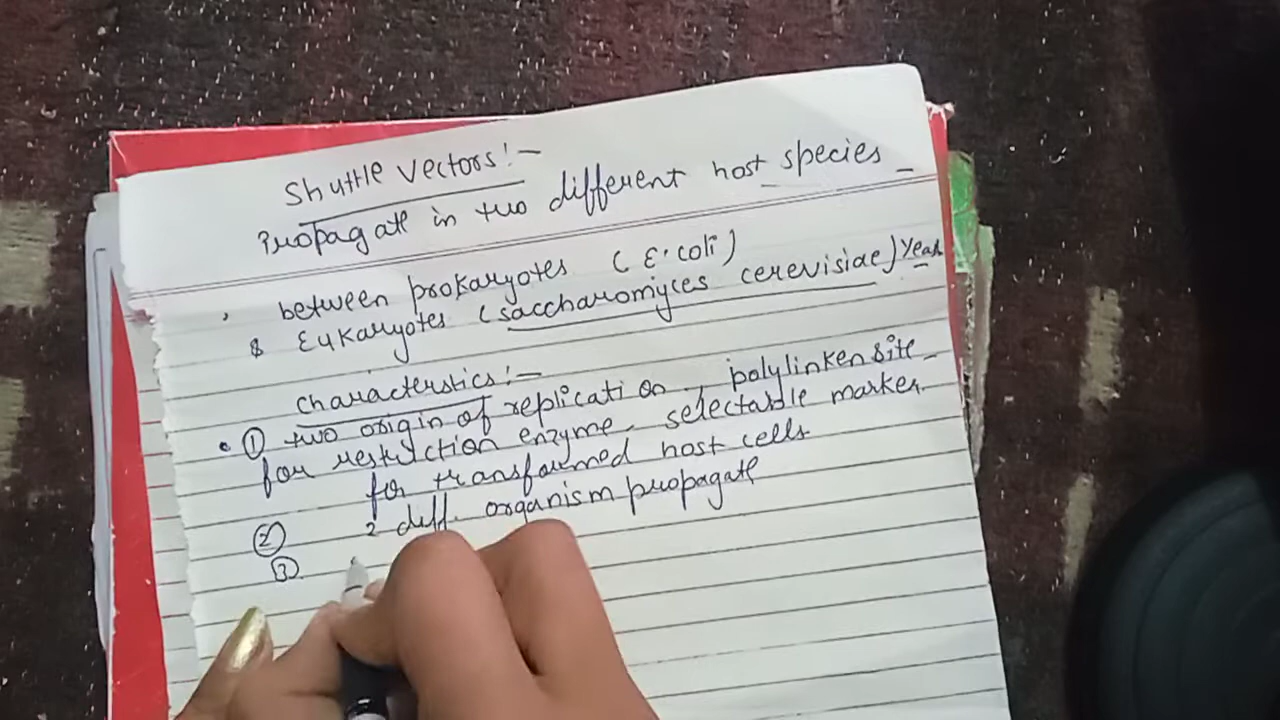 Shuttle Vectors:-
Propagate in two different host species
between prokaryotes (E.coli)
& Eukaryotes (saccharomyces cerevisiae) Yeast
characteristics:-
① two origin of replication, polylinker site
for restriction enzyme, selectable marker
for transformed host cells
② 2 diff. organism propagate
③